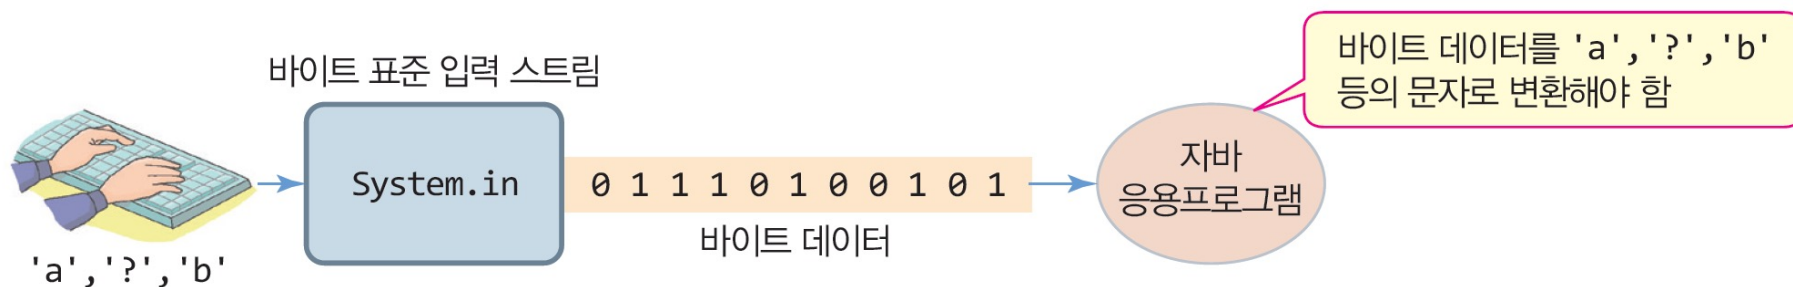 바이트 데이터를 'a','?','b'
등의 문자로 변환해야 함
바이트 표준 입력 스트림
System.in
0 1 1 1 0 1 0 0 1 0 1
자바
응용프로그램
바이트 데이터
'a','?','b'